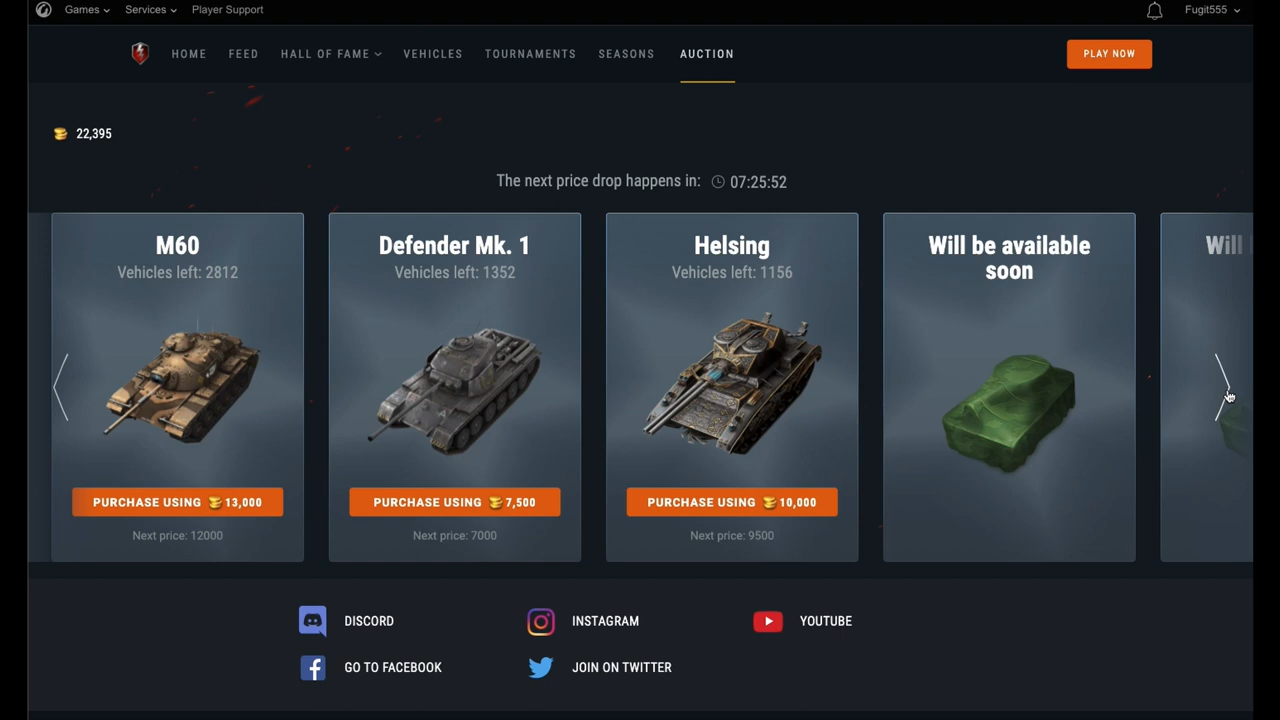 Games Services Player Support Fugit555
HOME FEED HALL OF FAME VEHICLES TOURNAMENTS SEASONS AUCTION PLAY NOW
22,395
The next price drop happens in: 07:25:52
M60
Vehicles left: 2812
PURCHASE USING 13,000
Next price: 12000
Defender Mk. 1
Vehicles left: 1352
PURCHASE USING 7,500
Next price: 7000
Helsing
Vehicles left: 1156
PURCHASE USING 10,000
Next price: 9500
Will be available
soon
Will
DISCORD INSTAGRAM YOUTUBE
GO TO FACEBOOK JOIN ON TWITTER